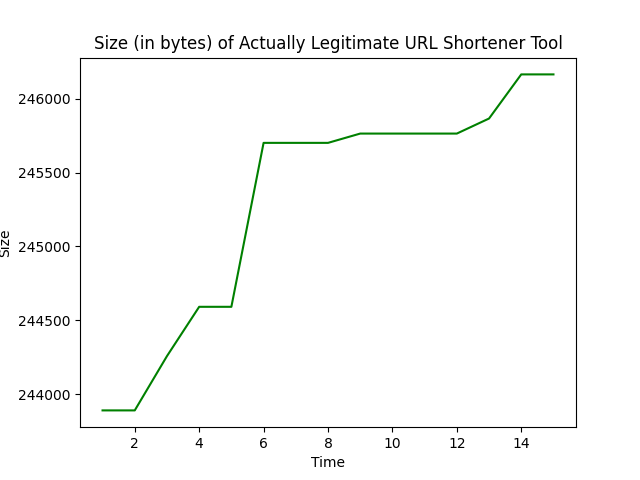 Size (in bytes) of Actually Legitimate URL Shortener Tool
246000
245500
245000
244500
244000
Size
2 4 6 8 10 12 14
Time